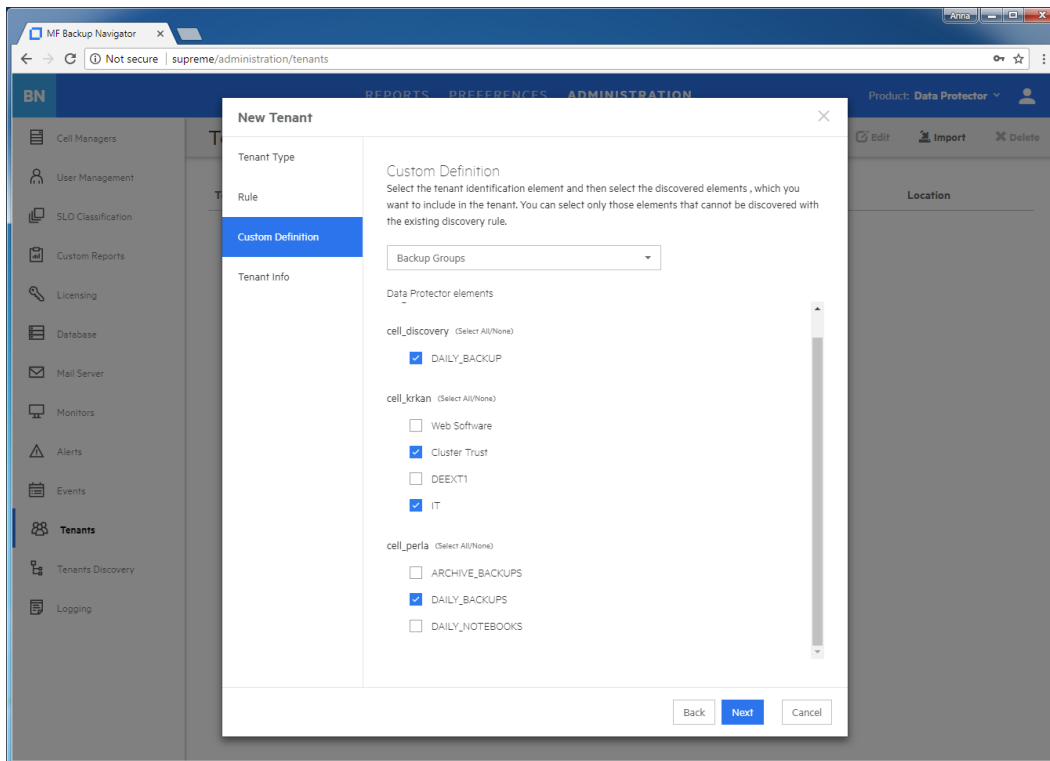 Anna
MF Backup Navigator
Not secure | supreme/administration/tenants
BN
REPORTS PREFERENCES ADMINISTRATION
Product: Data Protector
Cell Managers
User Management
SLO Classification
Custom Reports
Licensing
Database
Mail Server
Monitors
Alerts
Events
Tenants
Tenants Discovery
Logging
Edit Import Delete
Location
New Tenant
Tenant Type
Rule
Custom Definition
Tenant Info
Custom Definition
Select the tenant identification element and then select the discovered elements , which you
want to include in the tenant. You can select only those elements that cannot be discovered with
the existing discovery rule.
Backup Groups
Data Protector elements
cell_discovery (Select All/None)
DAILY_BACKUP
cell_krkan (Select All/None)
Web Software
Cluster Trust
DEEXT1
IT
cell_perla (Select All/None)
ARCHIVE_BACKUPS
DAILY_BACKUPS
DAILY_NOTEBOOKS
Back Next Cancel